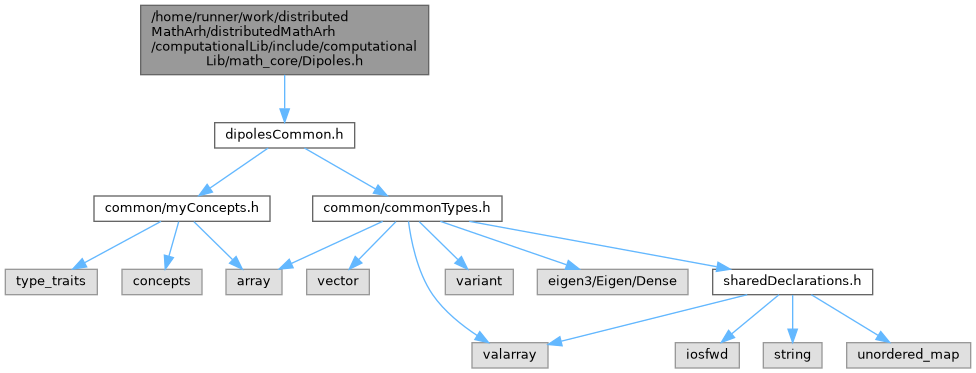 /home/runner/work/distributed
MathArh/distributedMathArh
/computationalLib/include/computational
Lib/math_core/Dipoles.h
dipolesCommon.h
common/myConcepts.h
common/commonTypes.h
type_traits
concepts
array
vector
variant
eigen3/Eigen/Dense
sharedDeclarations.h
valarray
iosfwd
string
unordered_map